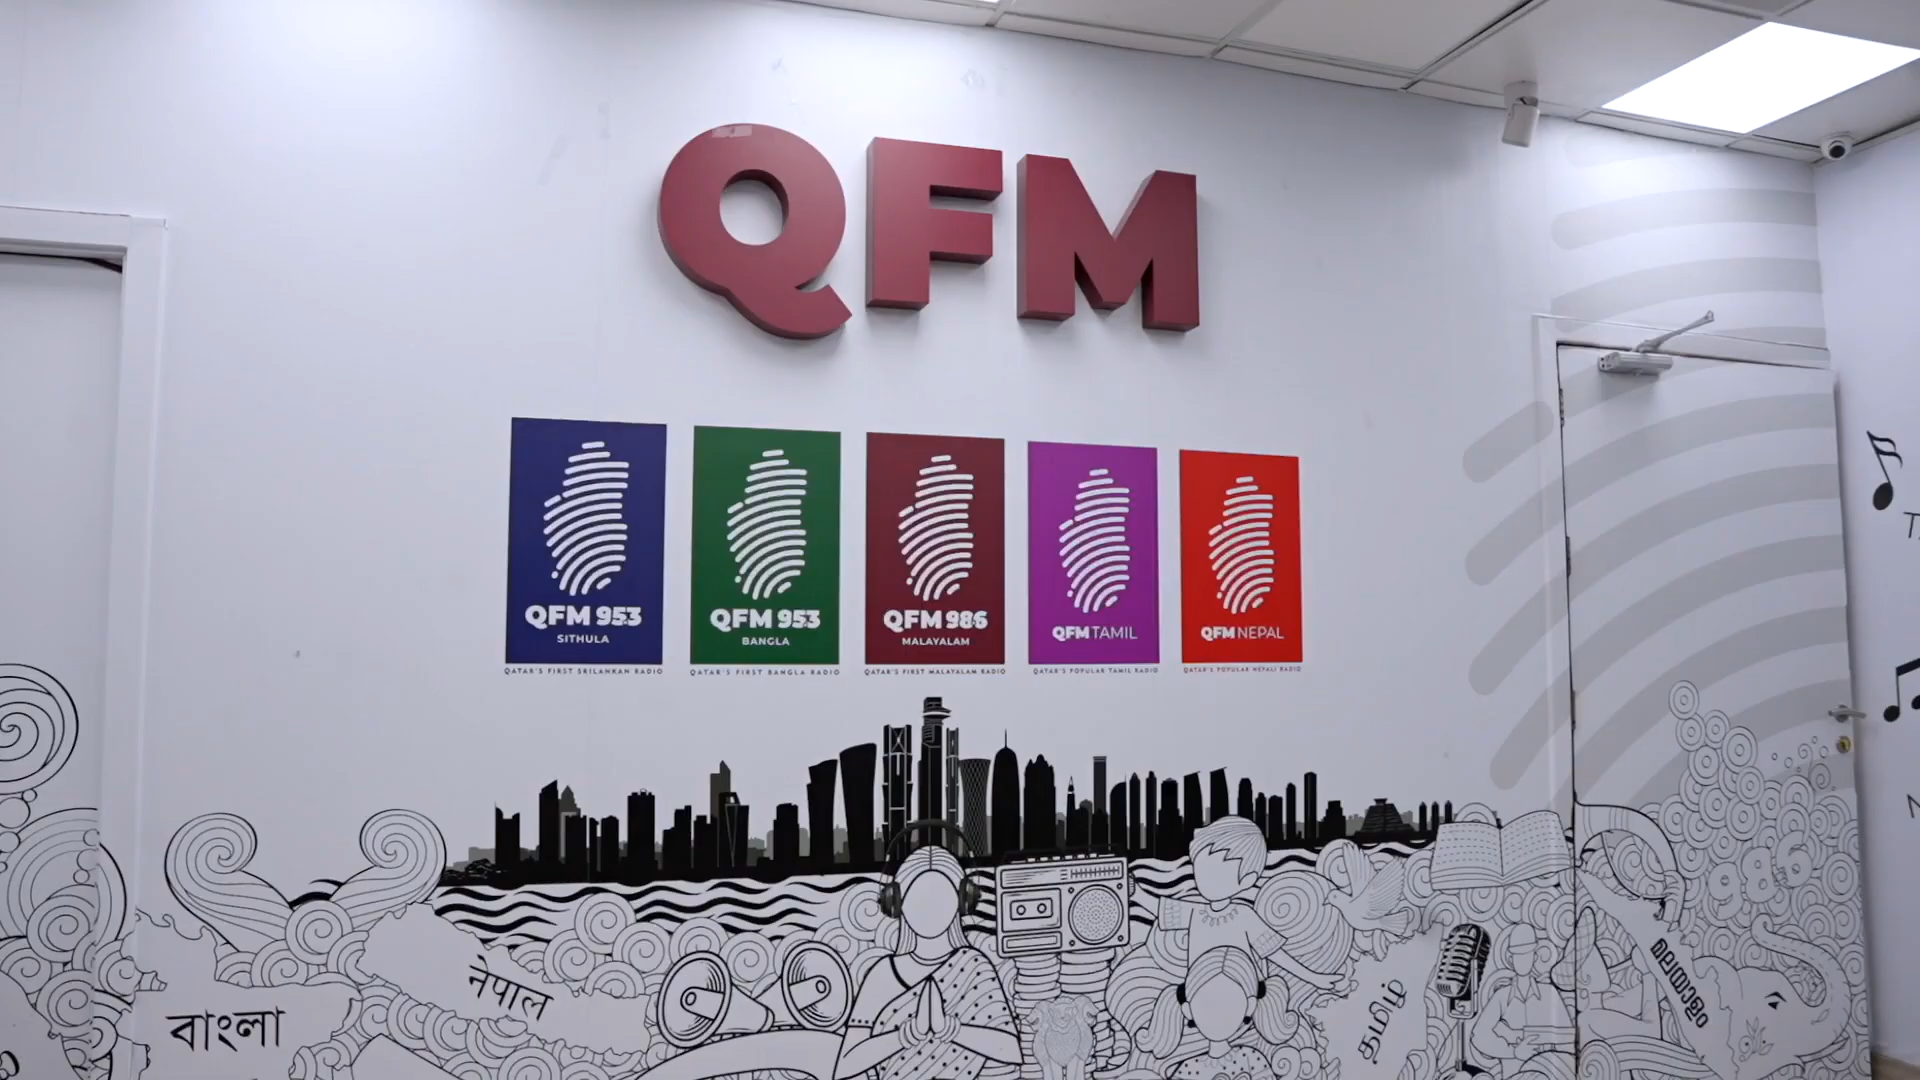 QFM
QFM 953
SITHULA
QATAR'S FIRST SRILANKAN RADIO
QFM 953
BANGLA
QATAR'S FIRST BANGLA RADIO
QFM 986
MALAYALAM
QATAR'S FIRST MALAYALAM RADIO
QFM TAMIL
QATAR'S POPULAR TAMIL RADIO
QFM NEPAL
QATAR'S POPULAR NEPALI RADIO
986
বাংলা
नेपाल
தமிழ்
മലയാളം